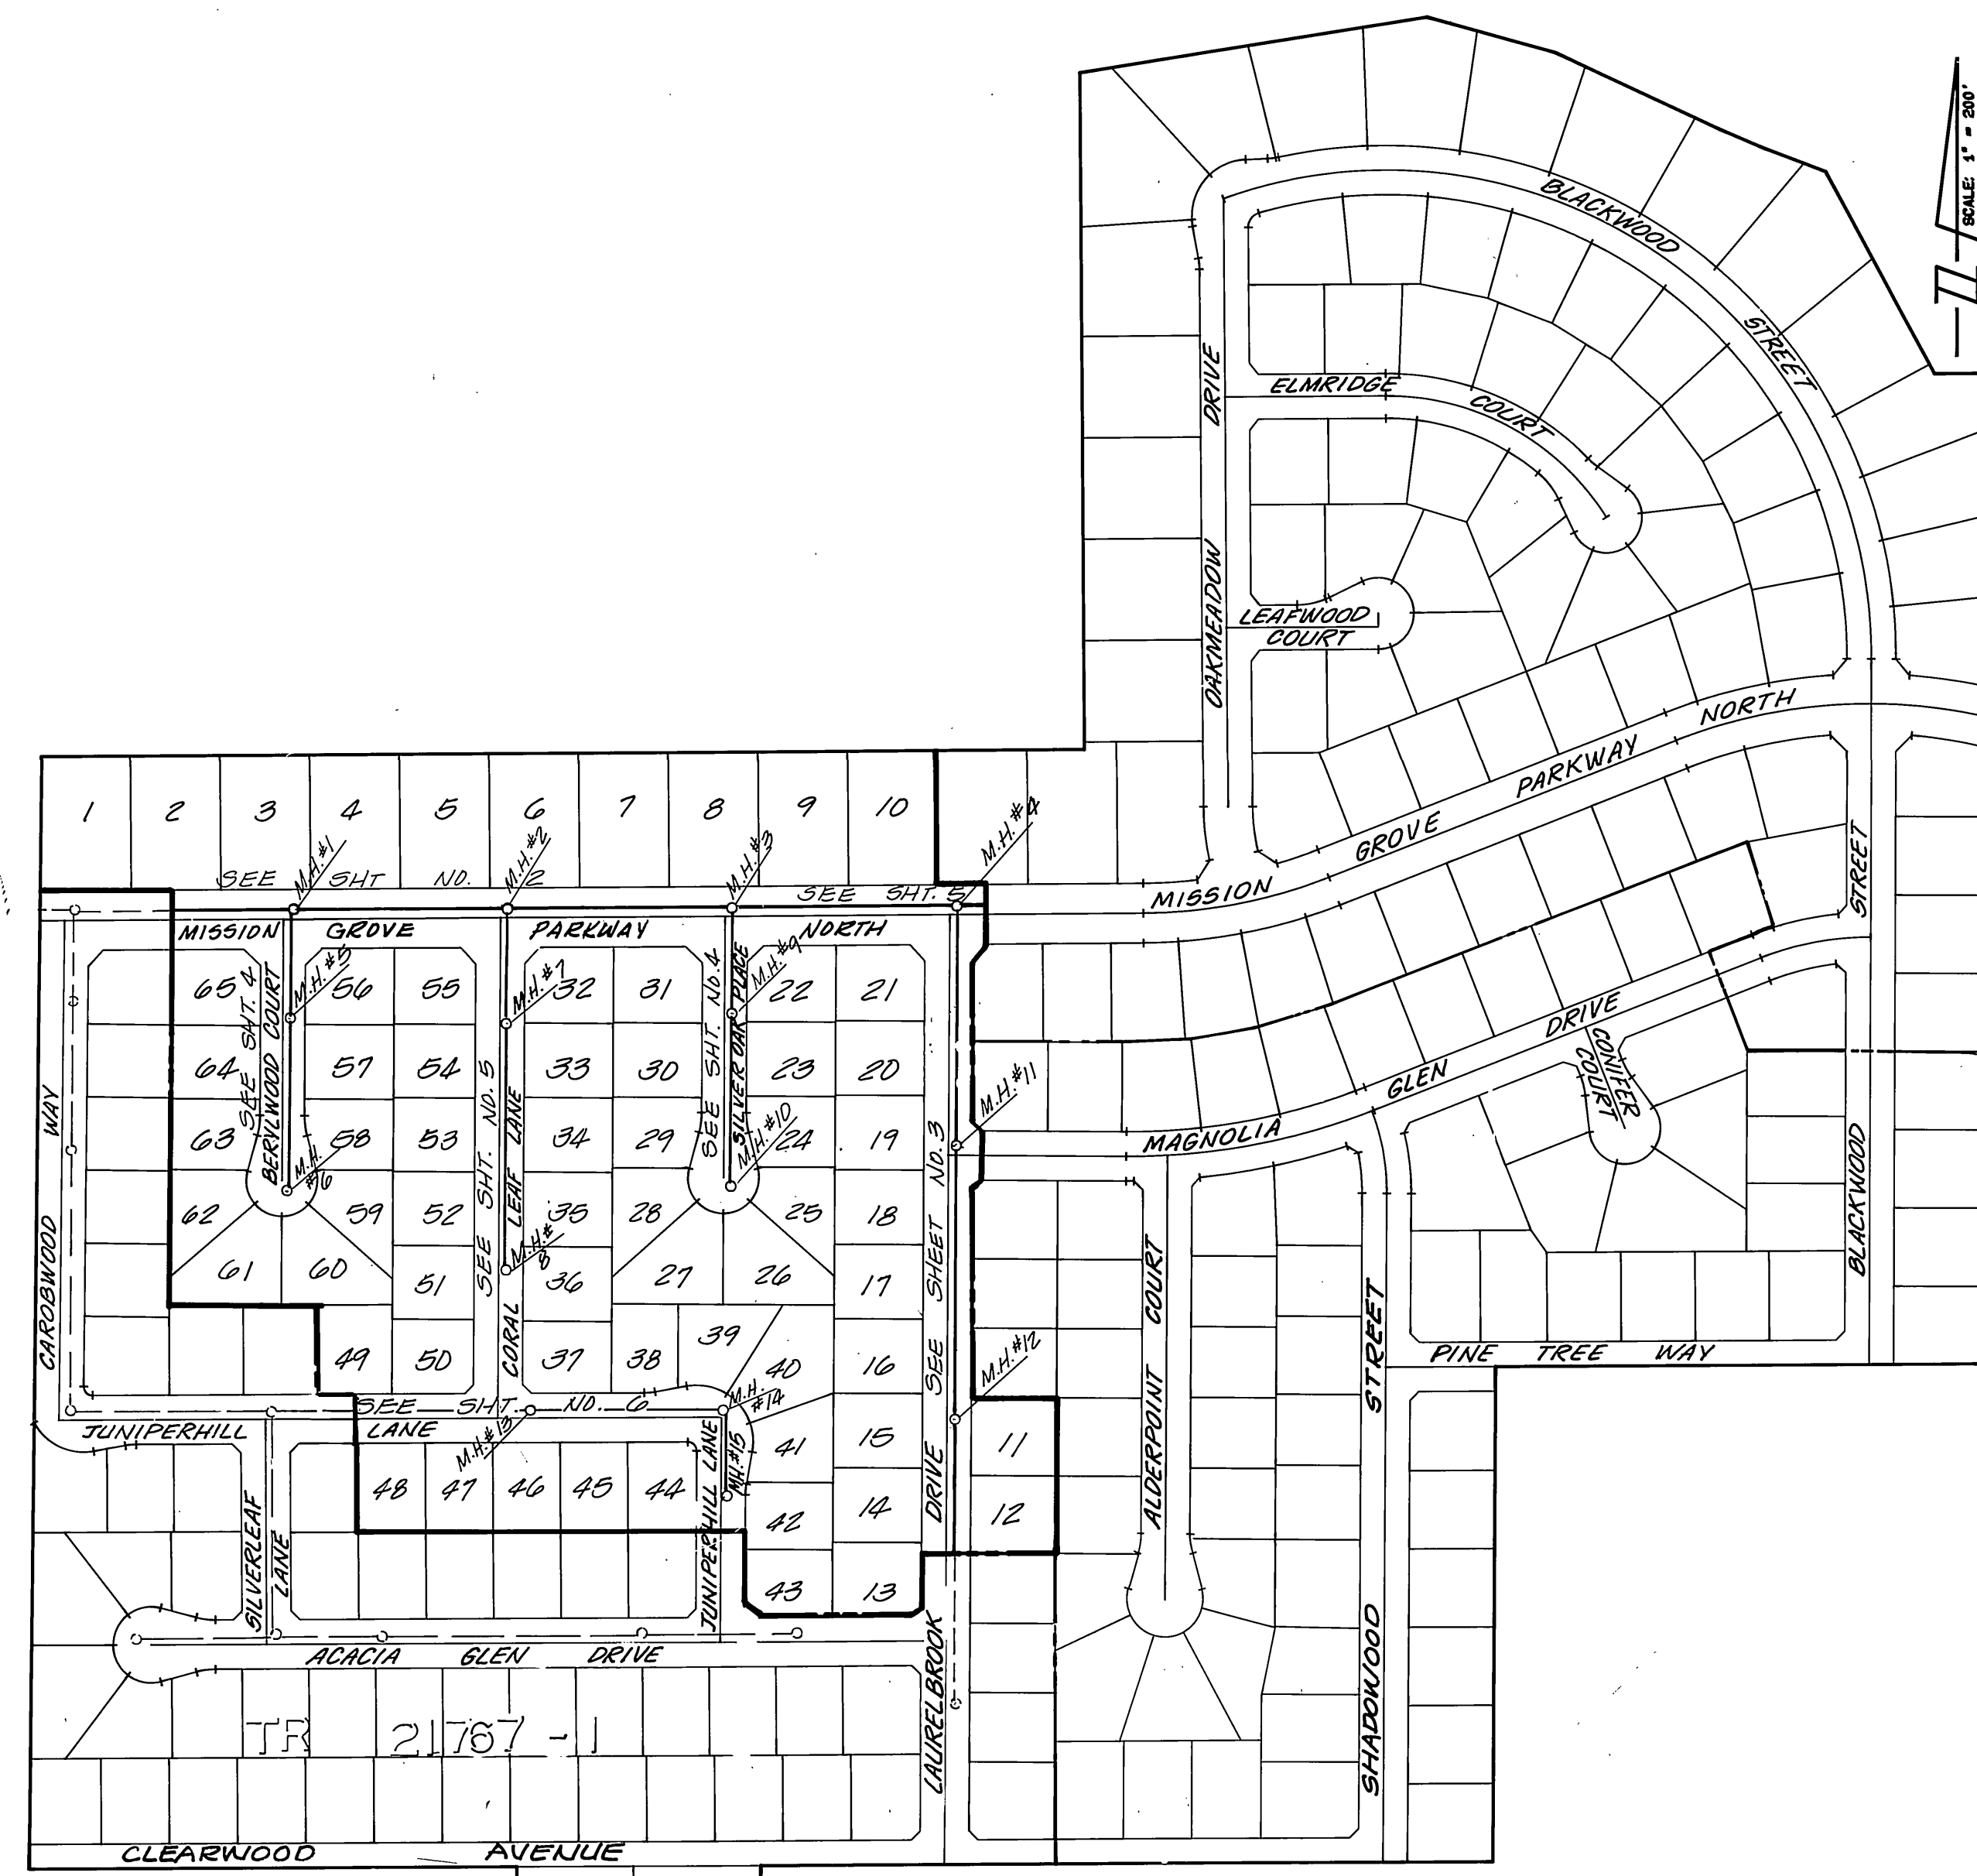 SCALE: 1" = 200'
BLACKWOOD
STREET
OAKMEADOW DRIVE
ELMRIDGE
COURT
LEAFWOOD
COURT
MISSION GROVE PARKWAY NORTH
1 2 3 4 5 6 7 8 9 10
M.H. #1
M.H. #2
M.H. #3
M.H. #4
SEE SHT NO. 2
SEE SHT. 5
MISSION GROVE PARKWAY NORTH
CAROBWOOD WAY
65 56 55 32 31 22 21
M.H. #5
M.H. #7
M.H. #9
64 57 54 33 30 23 20
63 58 53 34 29 24 19
M.H. #6
M.H. #10
M.H. #11
62 59 52 35 28 25 18
M.H. # 8
61 60 51 36 27 26 17
49 50 37 38 39 40 16
SEE SHT. 4
BERYLWOOD COURT
SEE SHT. NO. 5
CORAL LEAF LANE
SEE SHT. NO. 4
SILVER OAK PLACE
SEE SHEET NO. 3
LAURELBROOK DRIVE
M.H. #12
M.H. #14
SEE SHT. NO. 6
JUNIPERHILL LANE
M.H. #13
M.H. #15
JUNIPERHILL LANE
48 47 46 45 44 41 15 11
42 14 12
43 13
SILVERLEAF
LANE
ACACIA GLEN DRIVE
TR 21767 - 1
CLEARWOOD AVENUE
MAGNOLIA GLEN DRIVE
CONIFER
COURT
ALDERPOINT COURT
SHADOWOOD STREET
PINE TREE WAY
BLACKWOOD STREET